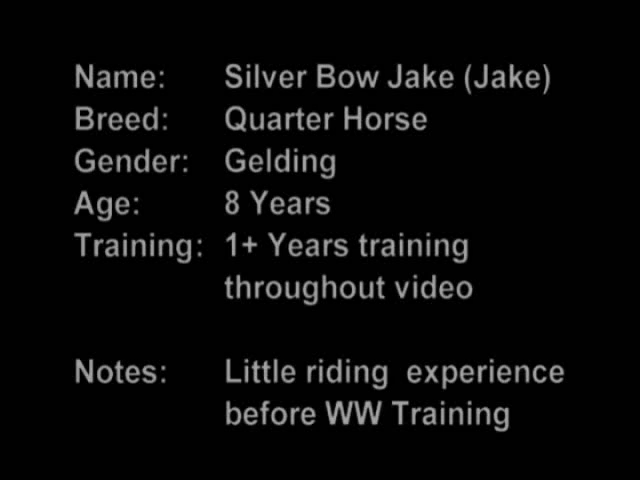 Name: Silver Bow Jake (Jake)
Breed: Quarter Horse
Gender: Gelding
Age: 8 Years
Training: 1+ Years training
throughout video
Notes: Little riding experience
before WW Training